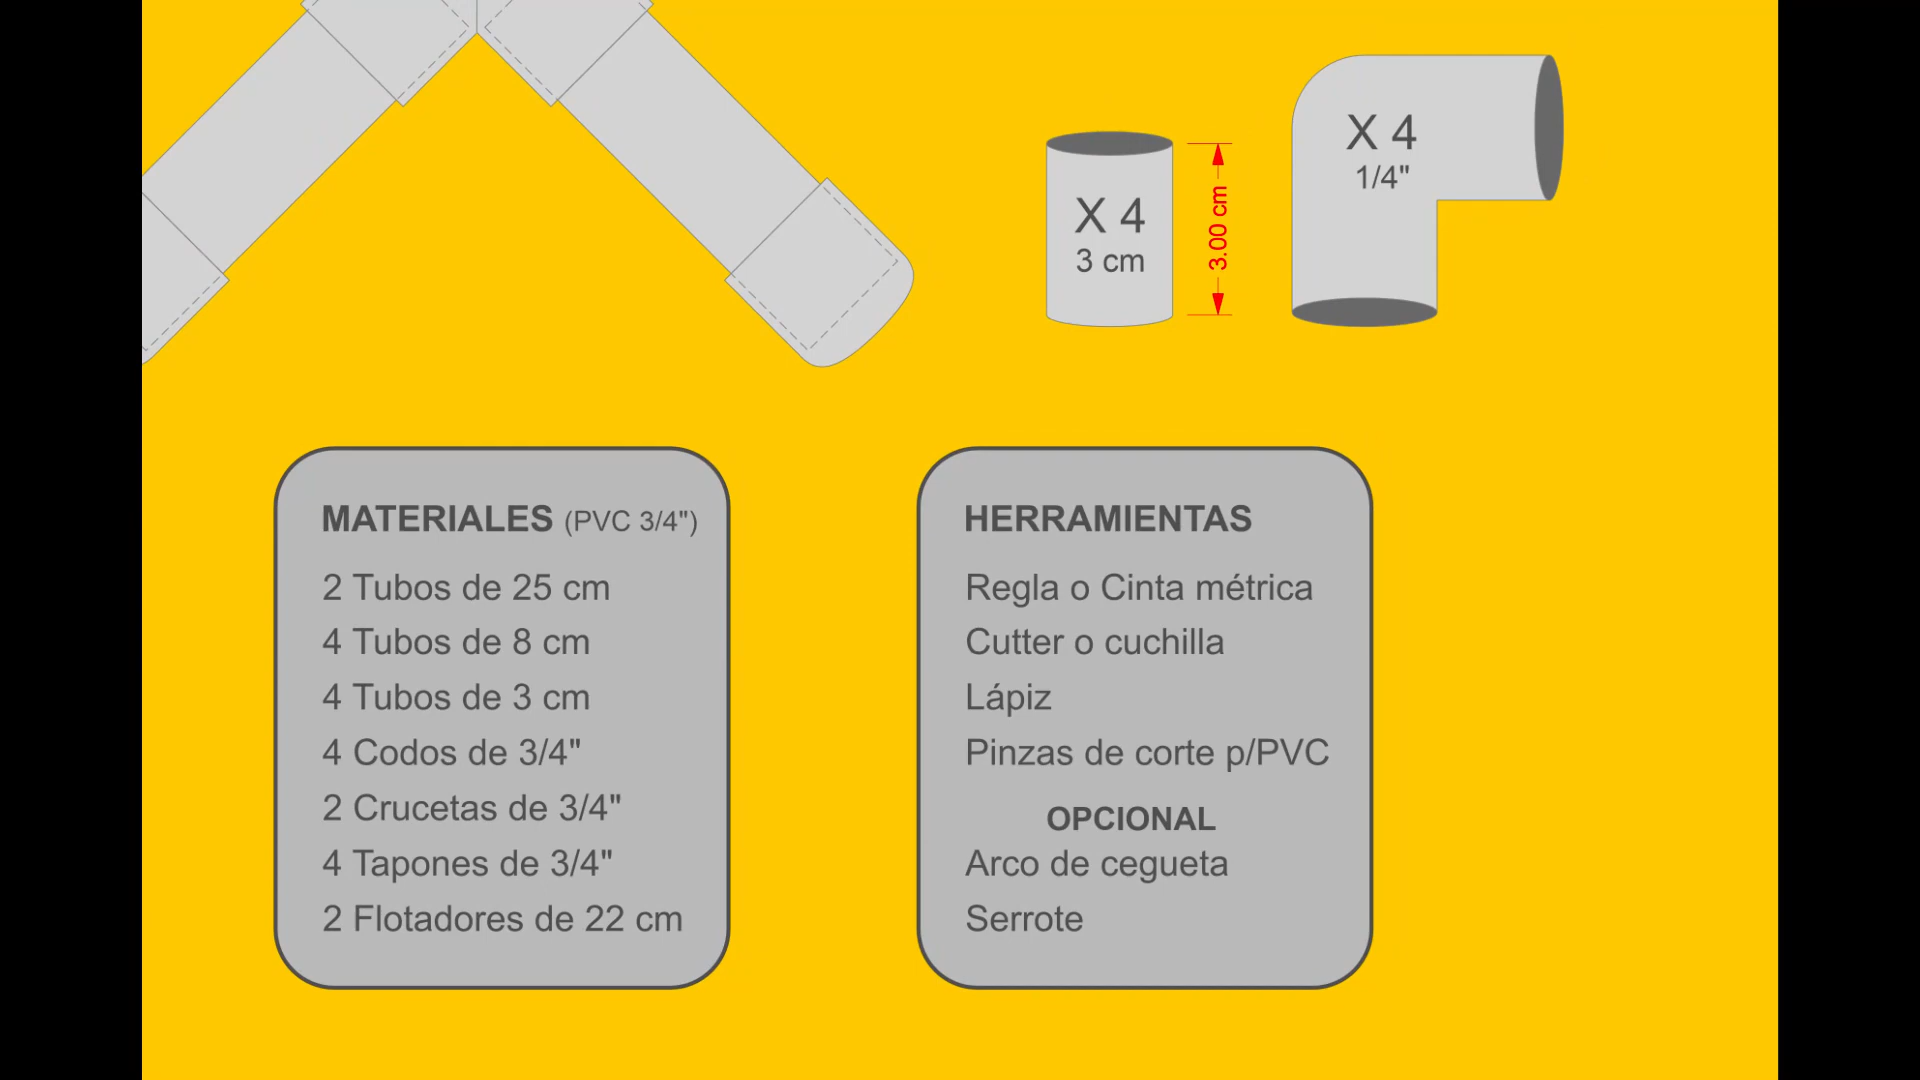 X 4
1/4"
X 4
3 cm
3.00 cm
MATERIALES (PVC 3/4")
2 Tubos de 25 cm
4 Tubos de 8 cm
4 Tubos de 3 cm
4 Codos de 3/4"
2 Crucetas de 3/4"
4 Tapones de 3/4"
2 Flotadores de 22 cm
HERRAMIENTAS
Regla o Cinta métrica
Cutter o cuchilla
Lápiz
Pinzas de corte p/PVC
OPCIONAL
Arco de cegueta
Serrote